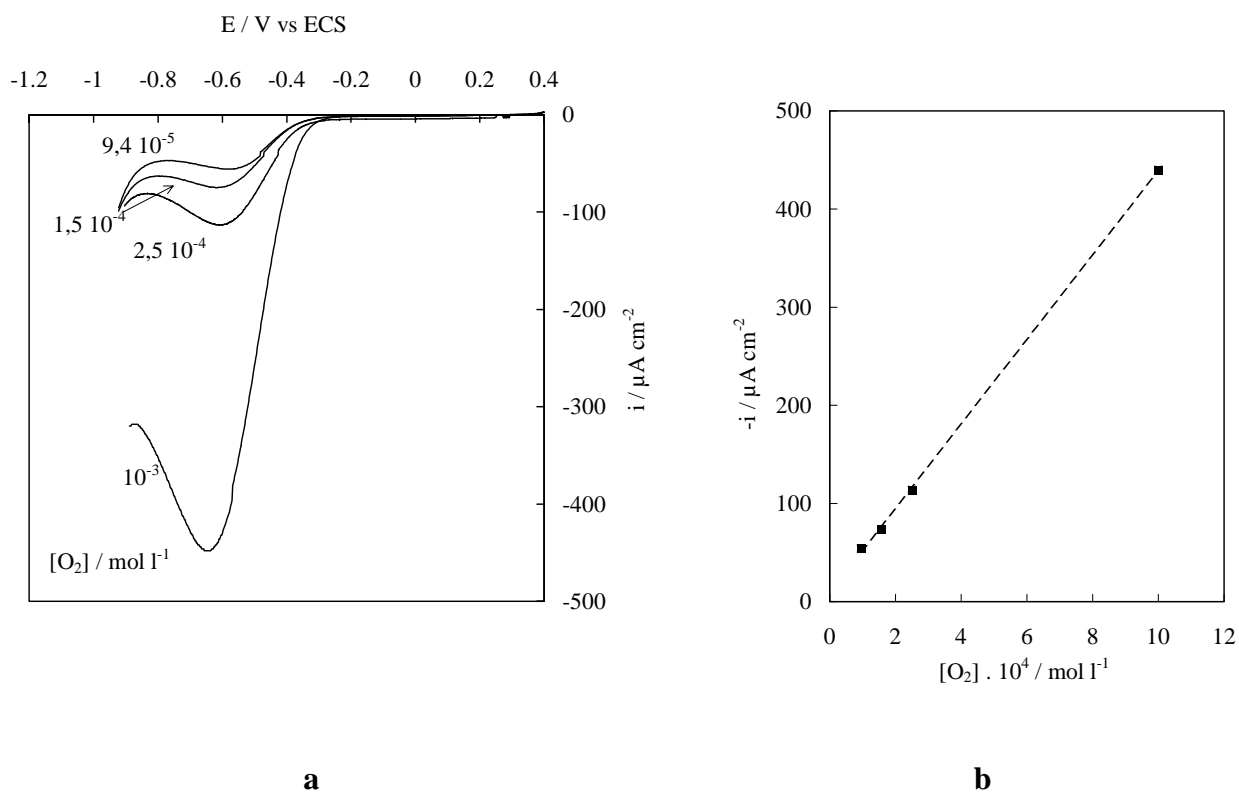 E / V vs ECS
-1.2 -1 -0.8 -0.6 -0.4 -0.2 0 0.2 0.4
0
-100
-200
-300
-400
-500
i / µA cm⁻²
9,4 10⁻⁵
1,5 10⁻⁴
2,5 10⁻⁴
10⁻³
[O₂] / mol l⁻¹
a
500
400
300
200
100
0
-i / µA cm⁻²
0 2 4 6 8 10 12
[O₂] . 10⁴ / mol l⁻¹
b